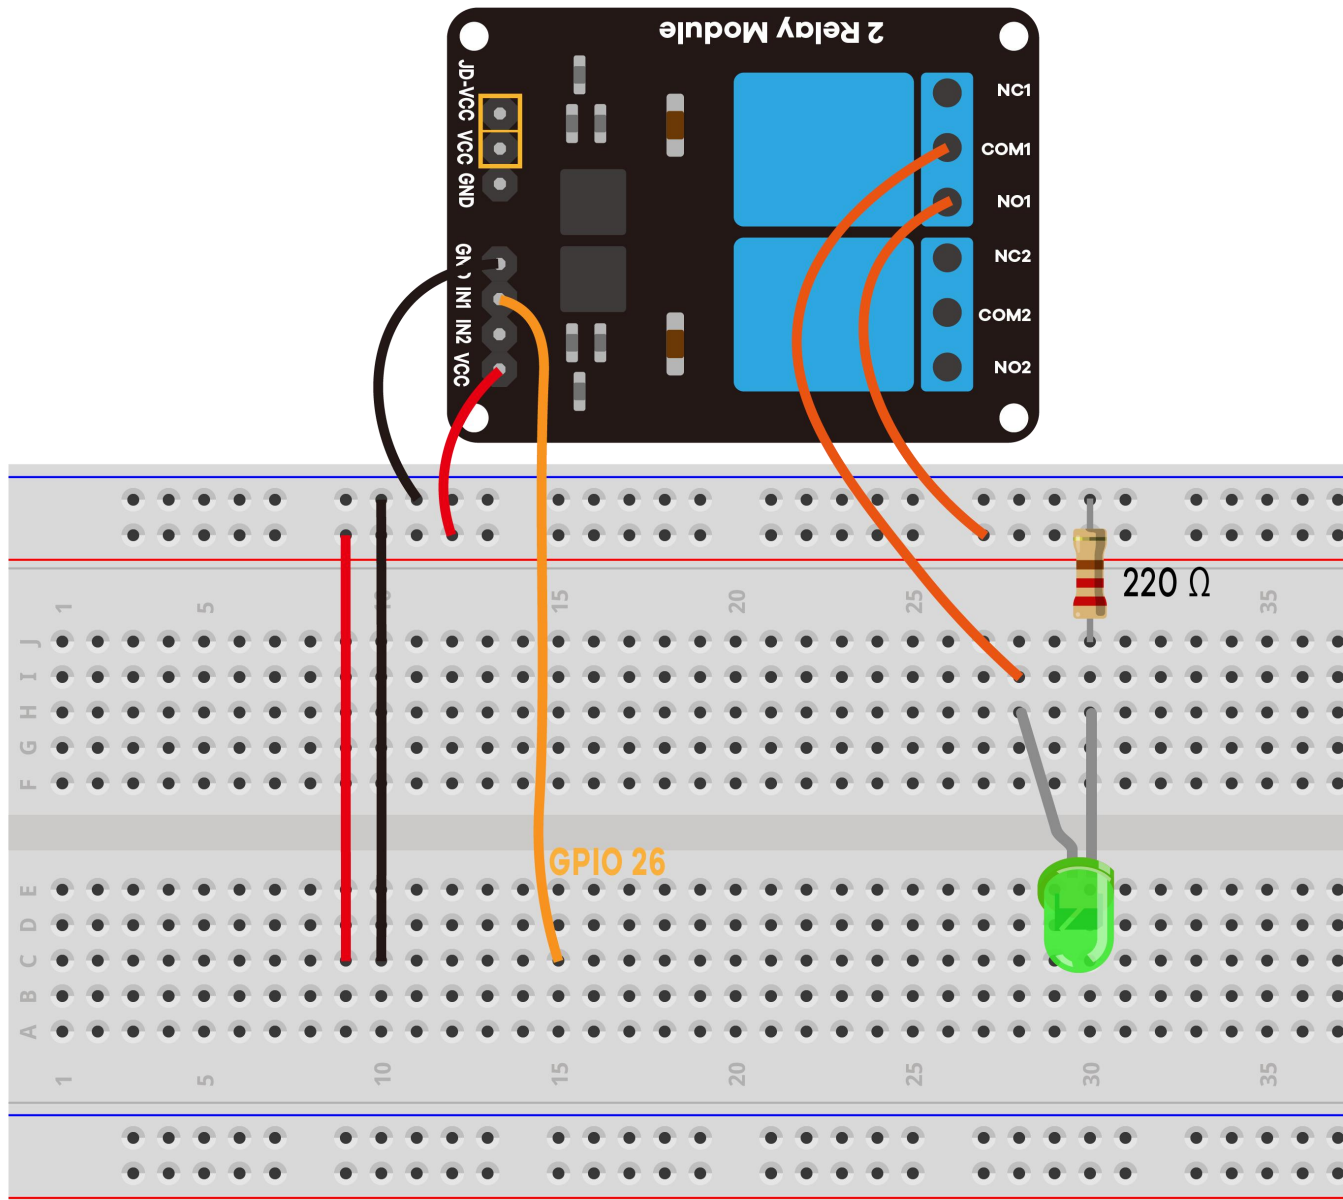 2 Relay Module
JD-VCC
VCC
GND
GND
IN1
IN2
VCC
NC1
COM1
NO1
NC2
COM2
NO2
220 Ω
1 5 10 15 20 25 35
J
I
H
G
F
GPIO 26
E
D
C
B
A
1 5 10 15 20 25 30 35